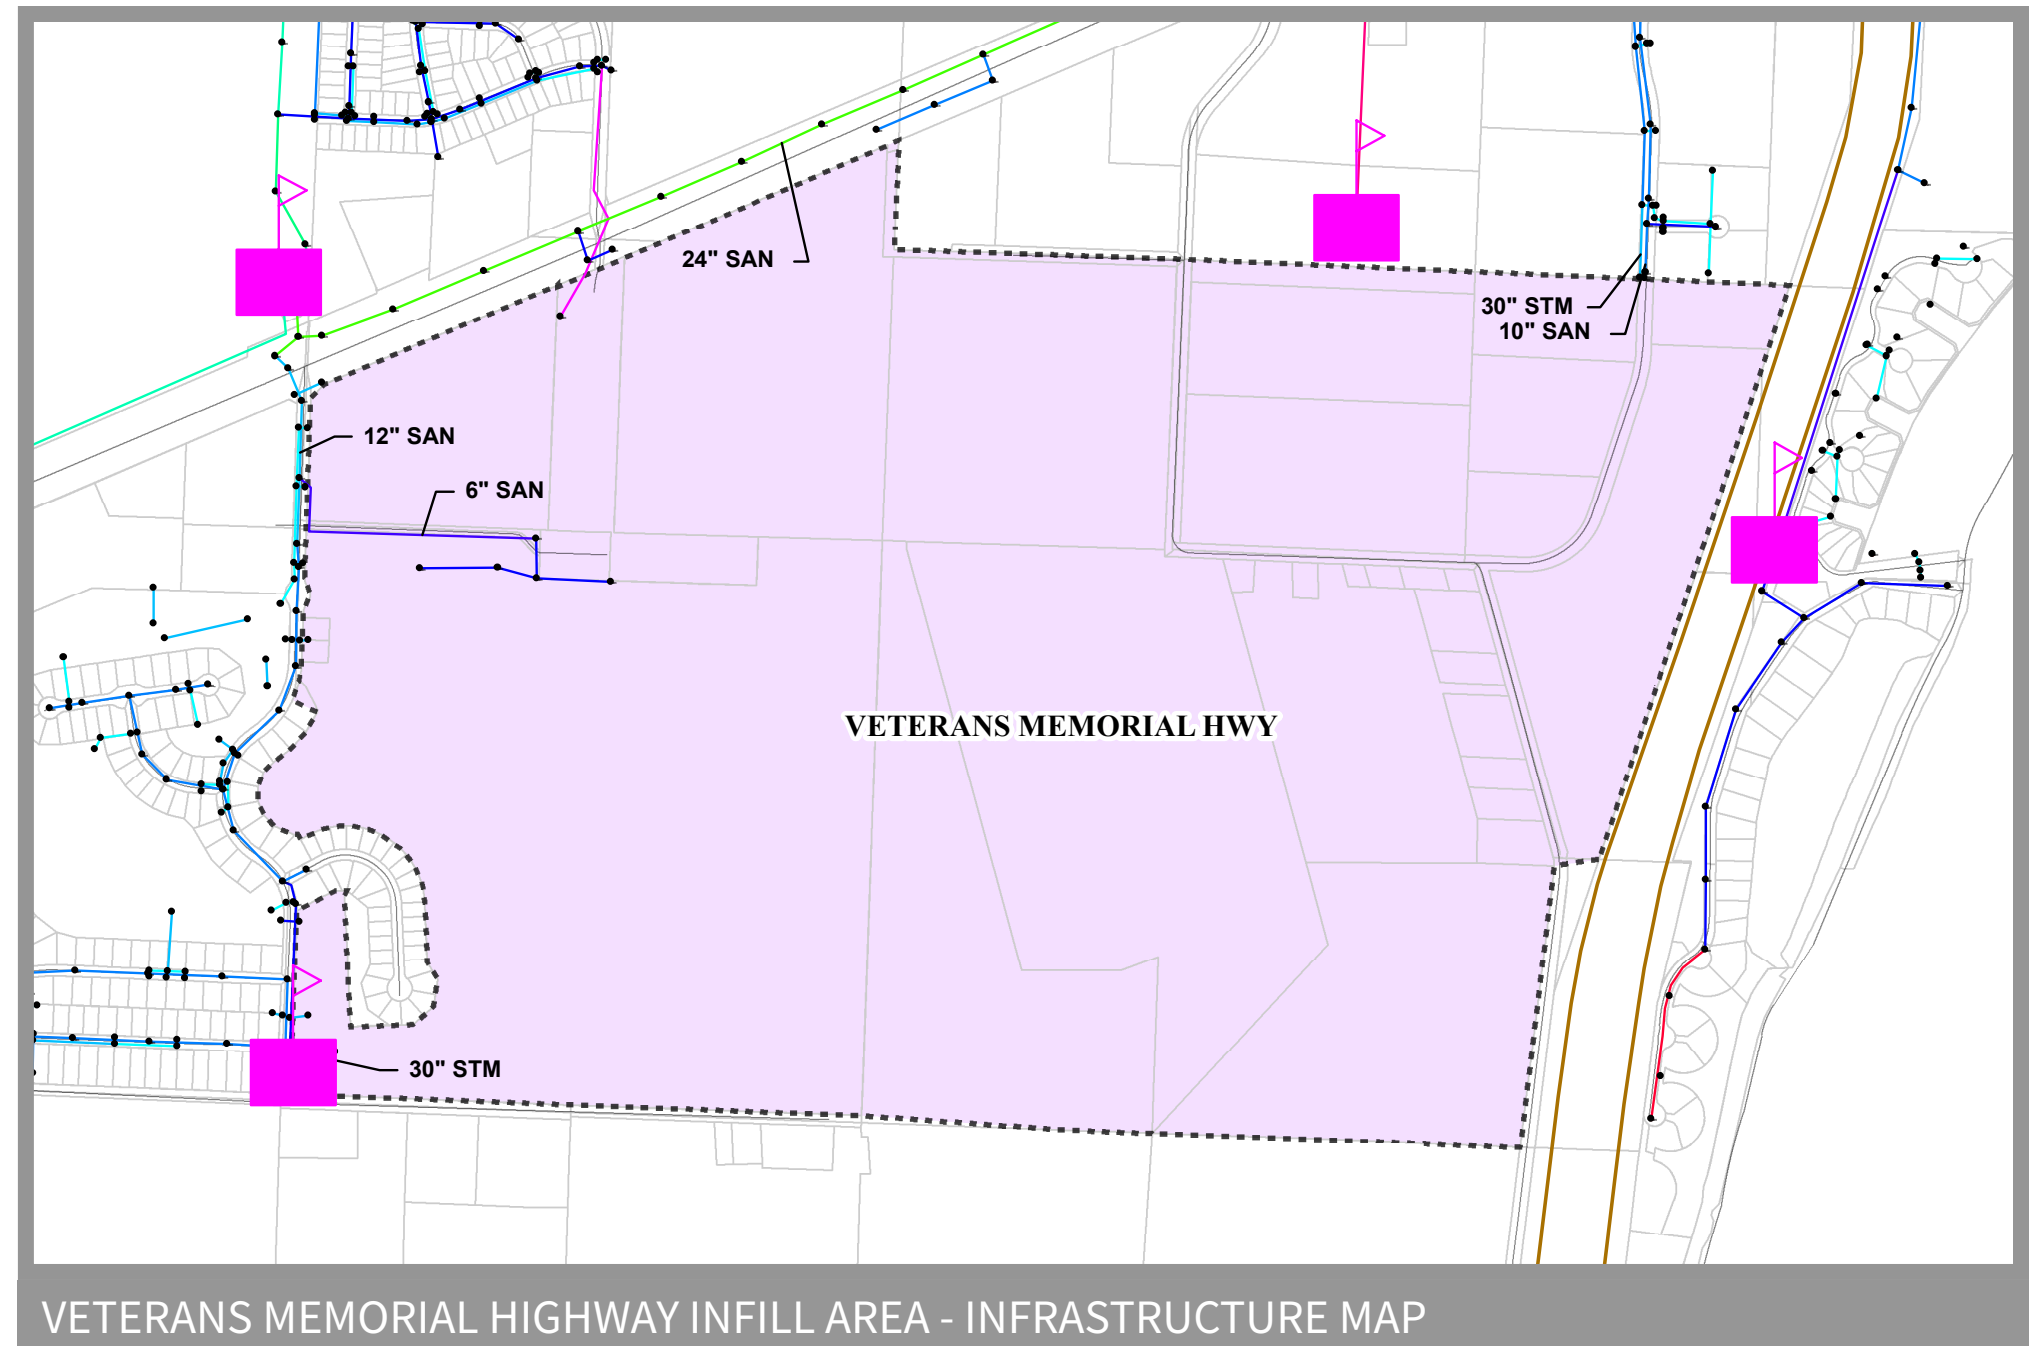 24" SAN
30" STM
10" SAN
12" SAN
6" SAN
VETERANS MEMORIAL HWY
30" STM
VETERANS MEMORIAL HIGHWAY INFILL AREA - INFRASTRUCTURE MAP